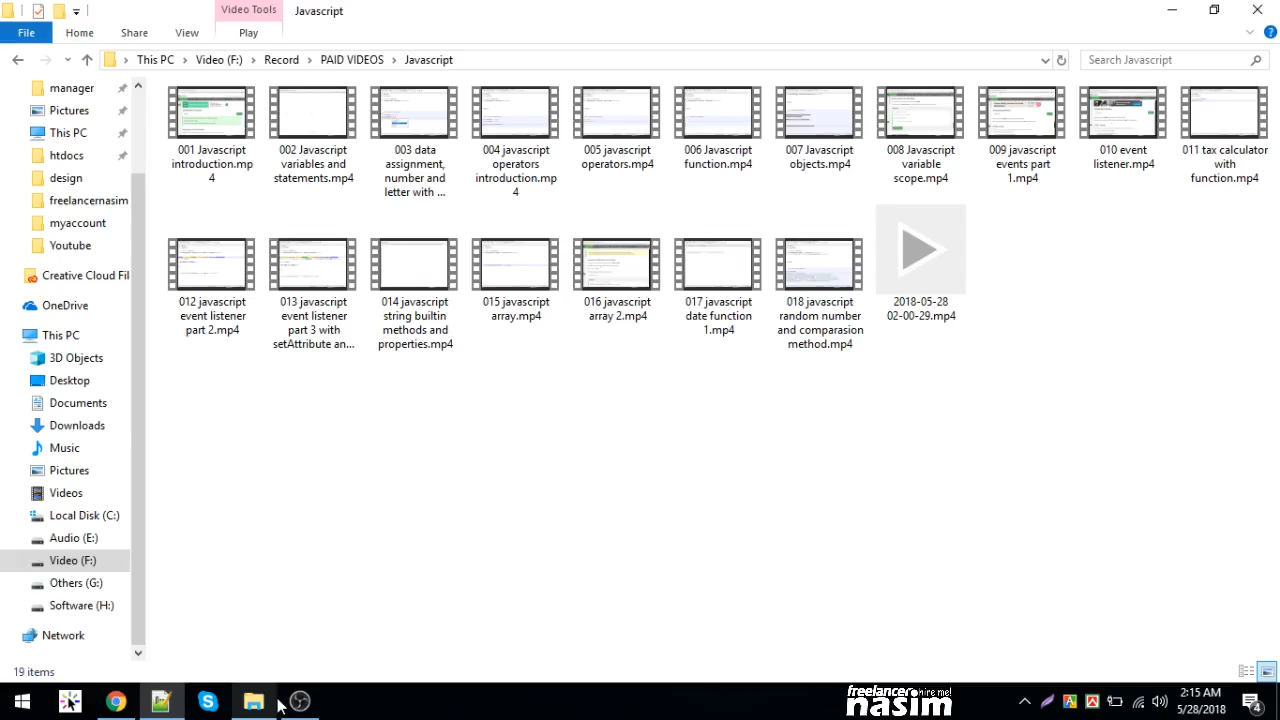 Video Tools
Javascript
File
Home
Share
View
Play
This PC
Video (F:)
Record
PAID VIDEOS
Javascript
Search Javascript
manager
Pictures
This PC
htdocs
design
freelancernasim
myaccount
Youtube
Creative Cloud Fil
OneDrive
This PC
3D Objects
Desktop
Documents
Downloads
Music
Pictures
Videos
Local Disk (C:)
Audio (E:)
Video (F:)
Others (G:)
Software (H:)
Network
001 Javascript
introduction.mp
4
002 Javascript
variables and
statements.mp4
003 data
assignment,
number and
letter with ...
004 javascript
operators
introduction.mp
4
005 javascript
operators.mp4
006 Javascript
function.mp4
007 Javascript
objects.mp4
008 Javascript
variable
scope.mp4
009 javascript
events part
1.mp4
010 event
listener.mp4
011 tax calculator
with
function.mp4
012 javascript
event listener
part 2.mp4
013 javascript
event listener
part 3 with
setAttribute an...
014 javascript
string builtin
methods and
properties.mp4
015 javascript
array.mp4
016 javascript
array 2.mp4
017 javascript
date function
1.mp4
018 javascript
random number
and comparasion
method.mp4
2018-05-28
02-00-29.mp4
19 items
freelancer hire me!
nasim
2:15 AM
5/28/2018
4